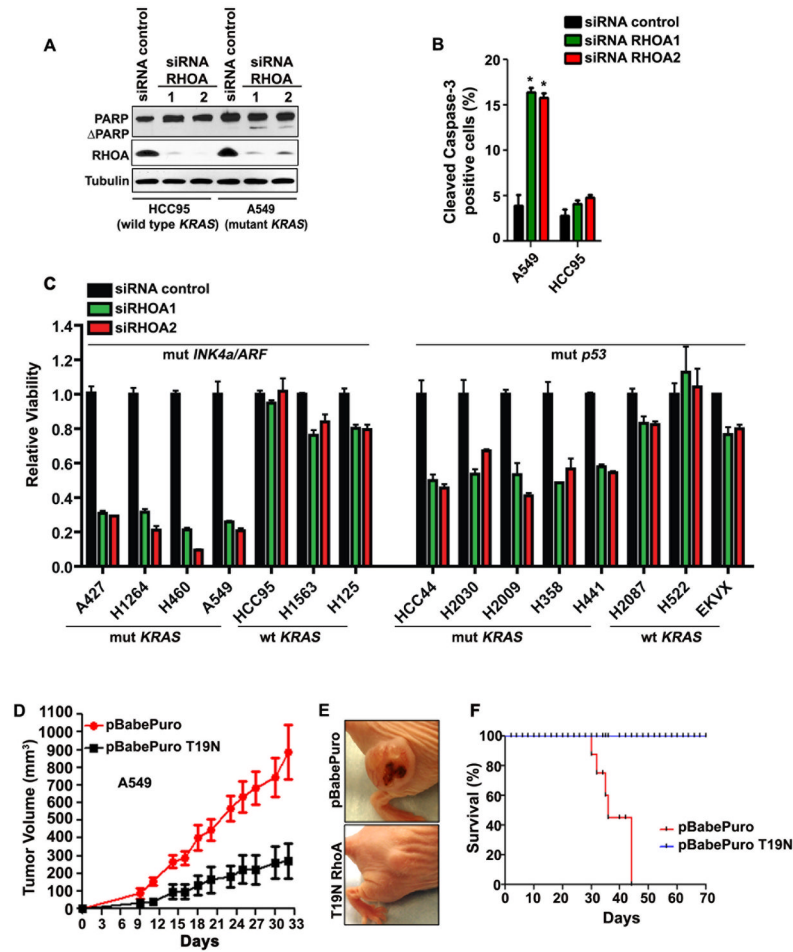 A
siRNA control
siRNA
RHOA
1 2
siRNA control
siRNA
RHOA
1 2
PARP
ΔPARP
RHOA
Tubulin
HCC95
(wild type KRAS)
A549
(mutant KRAS)
B
siRNA control
siRNA RHOA1
siRNA RHOA2
Cleaved Caspase-3
positive cells (%)
20
15
10
5
0
* *
A549
HCC95
C
siRNA control
siRHOA1
siRHOA2
Relative Viability
1.4
1.2
1.0
0.8
0.6
0.4
0.2
0.0
mut INK4a/ARF
mut p53
A427
H1264
H460
A549
HCC95
H1563
H125
HCC44
H2030
H2009
H358
H441
H2087
H522
EKVX
mut KRAS
wt KRAS
mut KRAS
wt KRAS
D
pBabePuro
pBabePuro T19N
A549
Tumor Volume (mm³)
1100
1000
900
800
700
600
500
400
300
200
100
0
0 3 6 9 12 15 18 21 24 27 30 33
Days
E
pBabePuro
T19N RhoA
F
Survival (%)
100
80
60
40
20
0
pBabePuro
pBabePuro T19N
0 10 20 30 40 50 60 70
Days